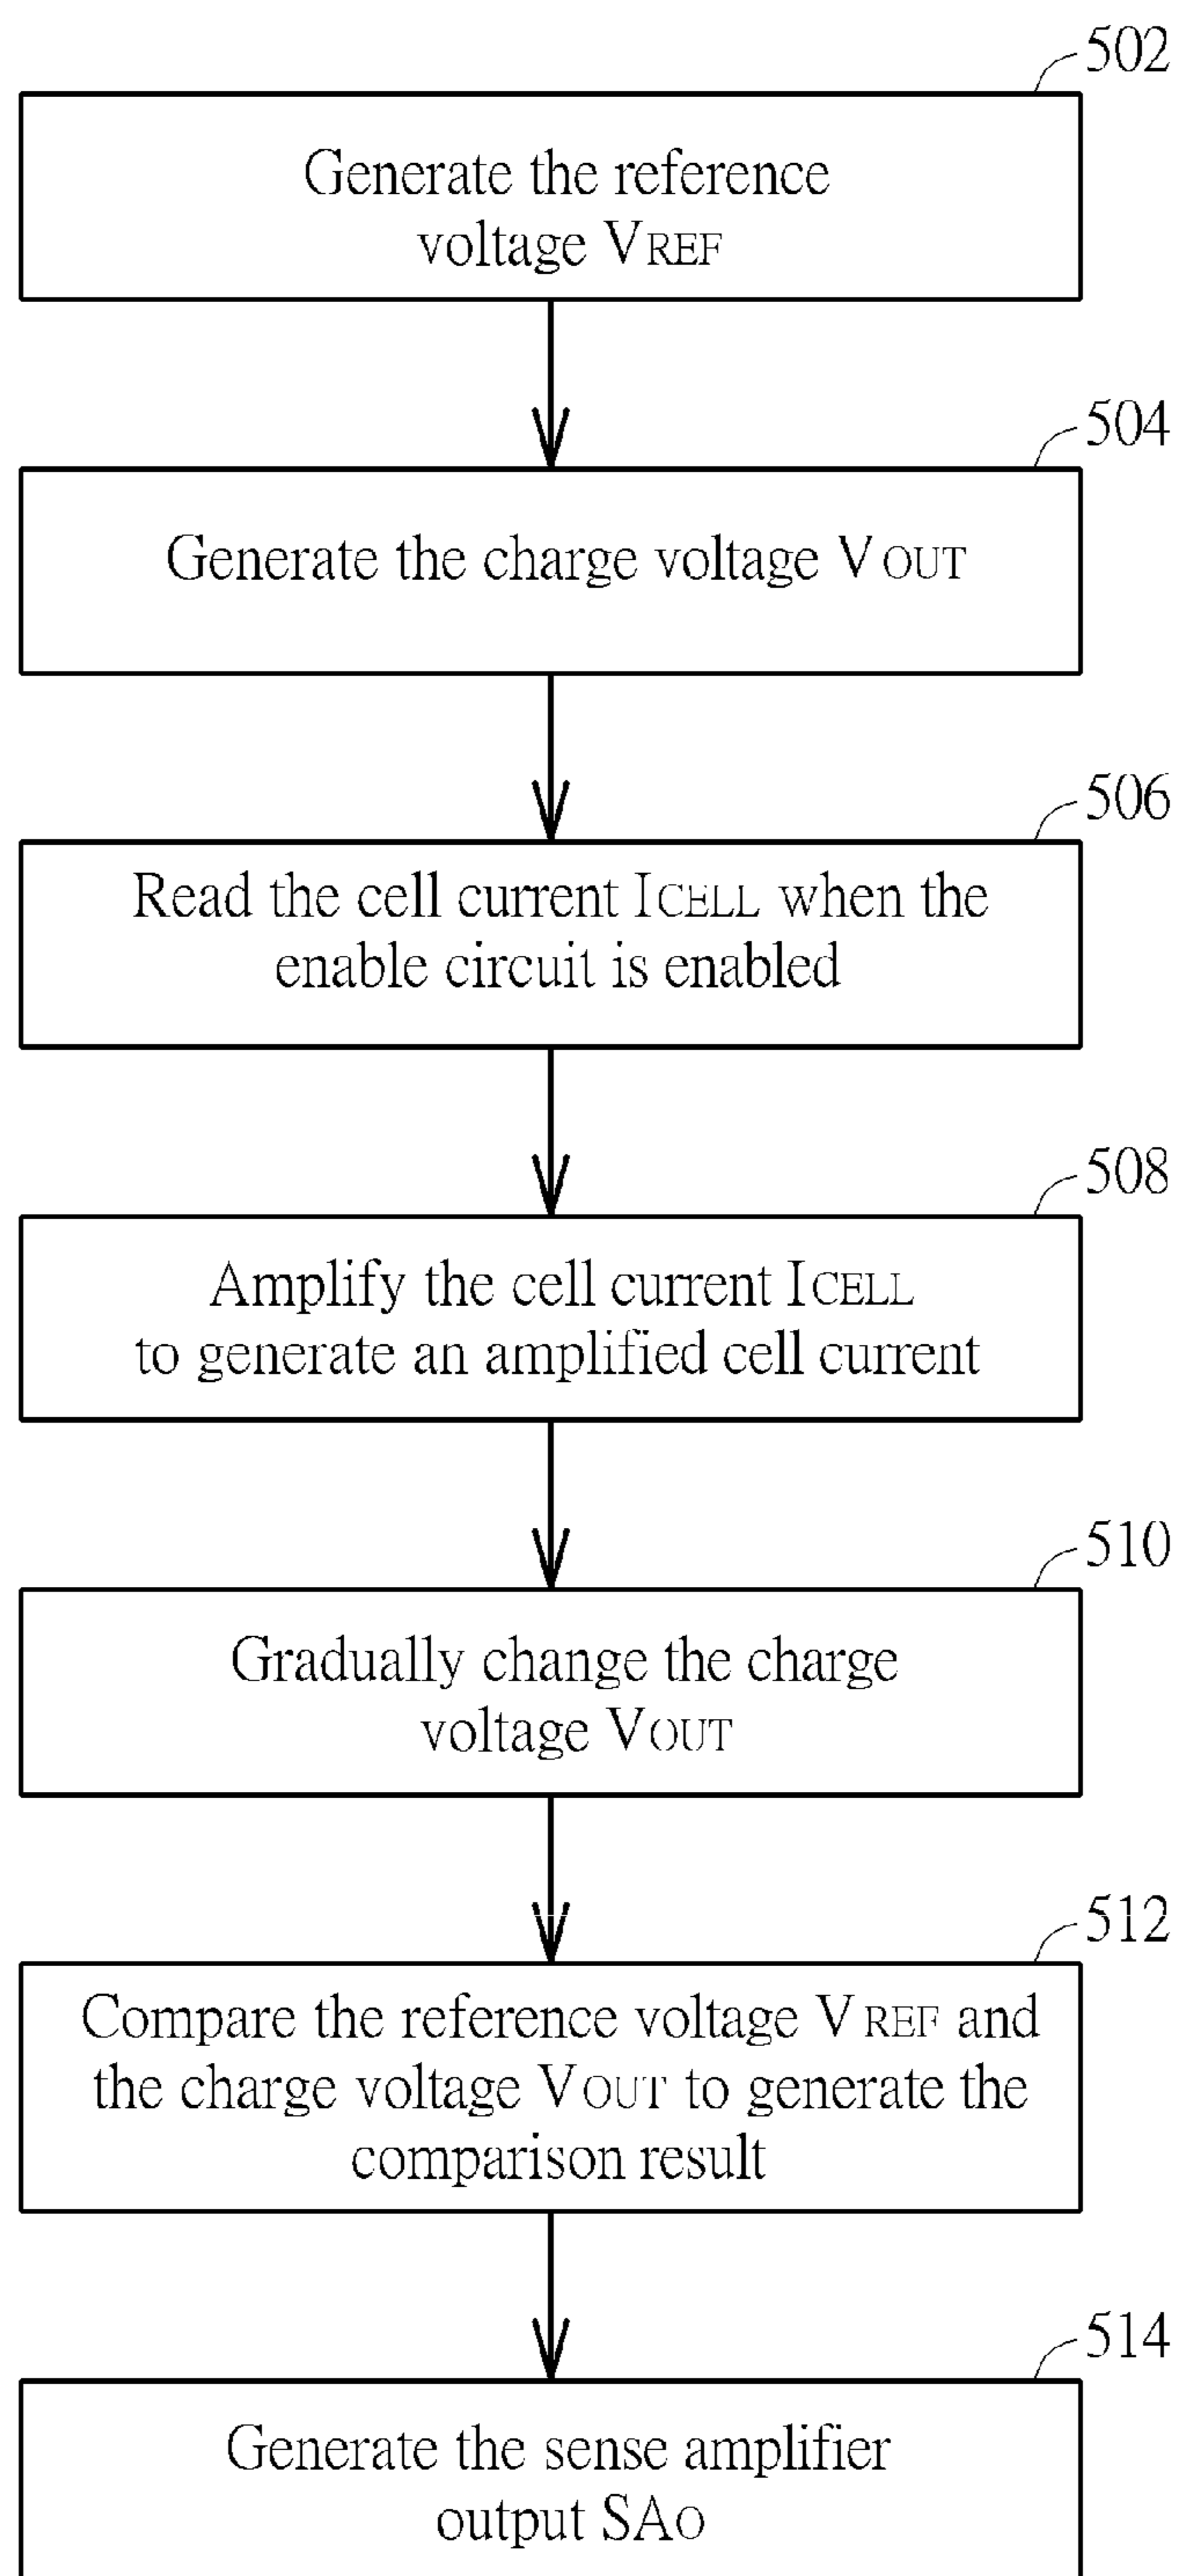 502
Generate the reference
voltage VREF
504
Generate the charge voltage VOUT
506
Read the cell current ICELL when the
enable circuit is enabled
508
Amplify the cell current ICELL
to generate an amplified cell current
510
Gradually change the charge
voltage VOUT
512
Compare the reference voltage VREF and
the charge voltage VOUT to generate the
comparison result
514
Generate the sense amplifier
output SAO